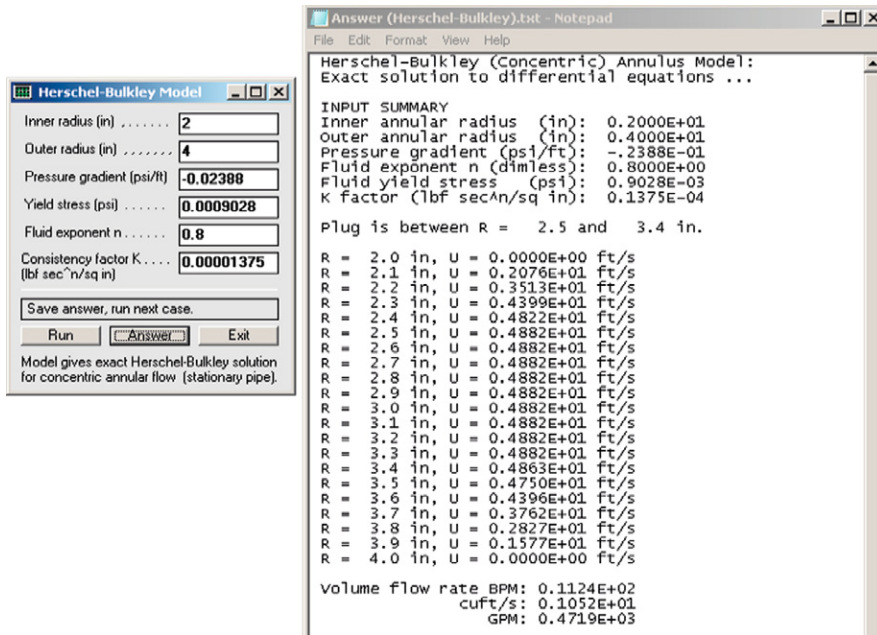 Herschel-Bulkley Model
Inner radius (in) .......
2
Outer radius (in) .......
4
Pressure gradient (psi/ft)
-0.02388
Yield stress (psi) ......
0.0009028
Fluid exponent n ......
0.8
Consistency factor K ....
(lbf sec^n/sq in)
0.00001375
Save answer, run next case.
Run Answer Exit
Model gives exact Herschel-Bulkley solution
for concentric annular flow (stationary pipe).
Answer (Herschel-Bulkley).txt - Notepad
File Edit Format View Help
Herschel-Bulkley (Concentric) Annulus Model:
Exact solution to differential equations ...
INPUT SUMMARY
Inner annular radius (in): 0.2000E+01
Outer annular radius (in): 0.4000E+01
Pressure gradient (psi/ft): -.2388E-01
Fluid exponent n (dimless): 0.8000E+00
Fluid yield stress (psi): 0.9028E-03
K factor (lbf sec^n/sq in): 0.1375E-04
Plug is between R = 2.5 and 3.4 in.
R = 2.0 in, U = 0.0000E+00 ft/s
R = 2.1 in, U = 0.2076E+01 ft/s
R = 2.2 in, U = 0.3513E+01 ft/s
R = 2.3 in, U = 0.4399E+01 ft/s
R = 2.4 in, U = 0.4822E+01 ft/s
R = 2.5 in, U = 0.4882E+01 ft/s
R = 2.6 in, U = 0.4882E+01 ft/s
R = 2.7 in, U = 0.4882E+01 ft/s
R = 2.8 in, U = 0.4882E+01 ft/s
R = 2.9 in, U = 0.4882E+01 ft/s
R = 3.0 in, U = 0.4882E+01 ft/s
R = 3.1 in, U = 0.4882E+01 ft/s
R = 3.2 in, U = 0.4882E+01 ft/s
R = 3.3 in, U = 0.4882E+01 ft/s
R = 3.4 in, U = 0.4863E+01 ft/s
R = 3.5 in, U = 0.4750E+01 ft/s
R = 3.6 in, U = 0.4396E+01 ft/s
R = 3.7 in, U = 0.3762E+01 ft/s
R = 3.8 in, U = 0.2827E+01 ft/s
R = 3.9 in, U = 0.1577E+01 ft/s
R = 4.0 in, U = 0.0000E+00 ft/s
Volume flow rate BPM: 0.1124E+02
cuft/s: 0.1052E+01
GPM: 0.4719E+03